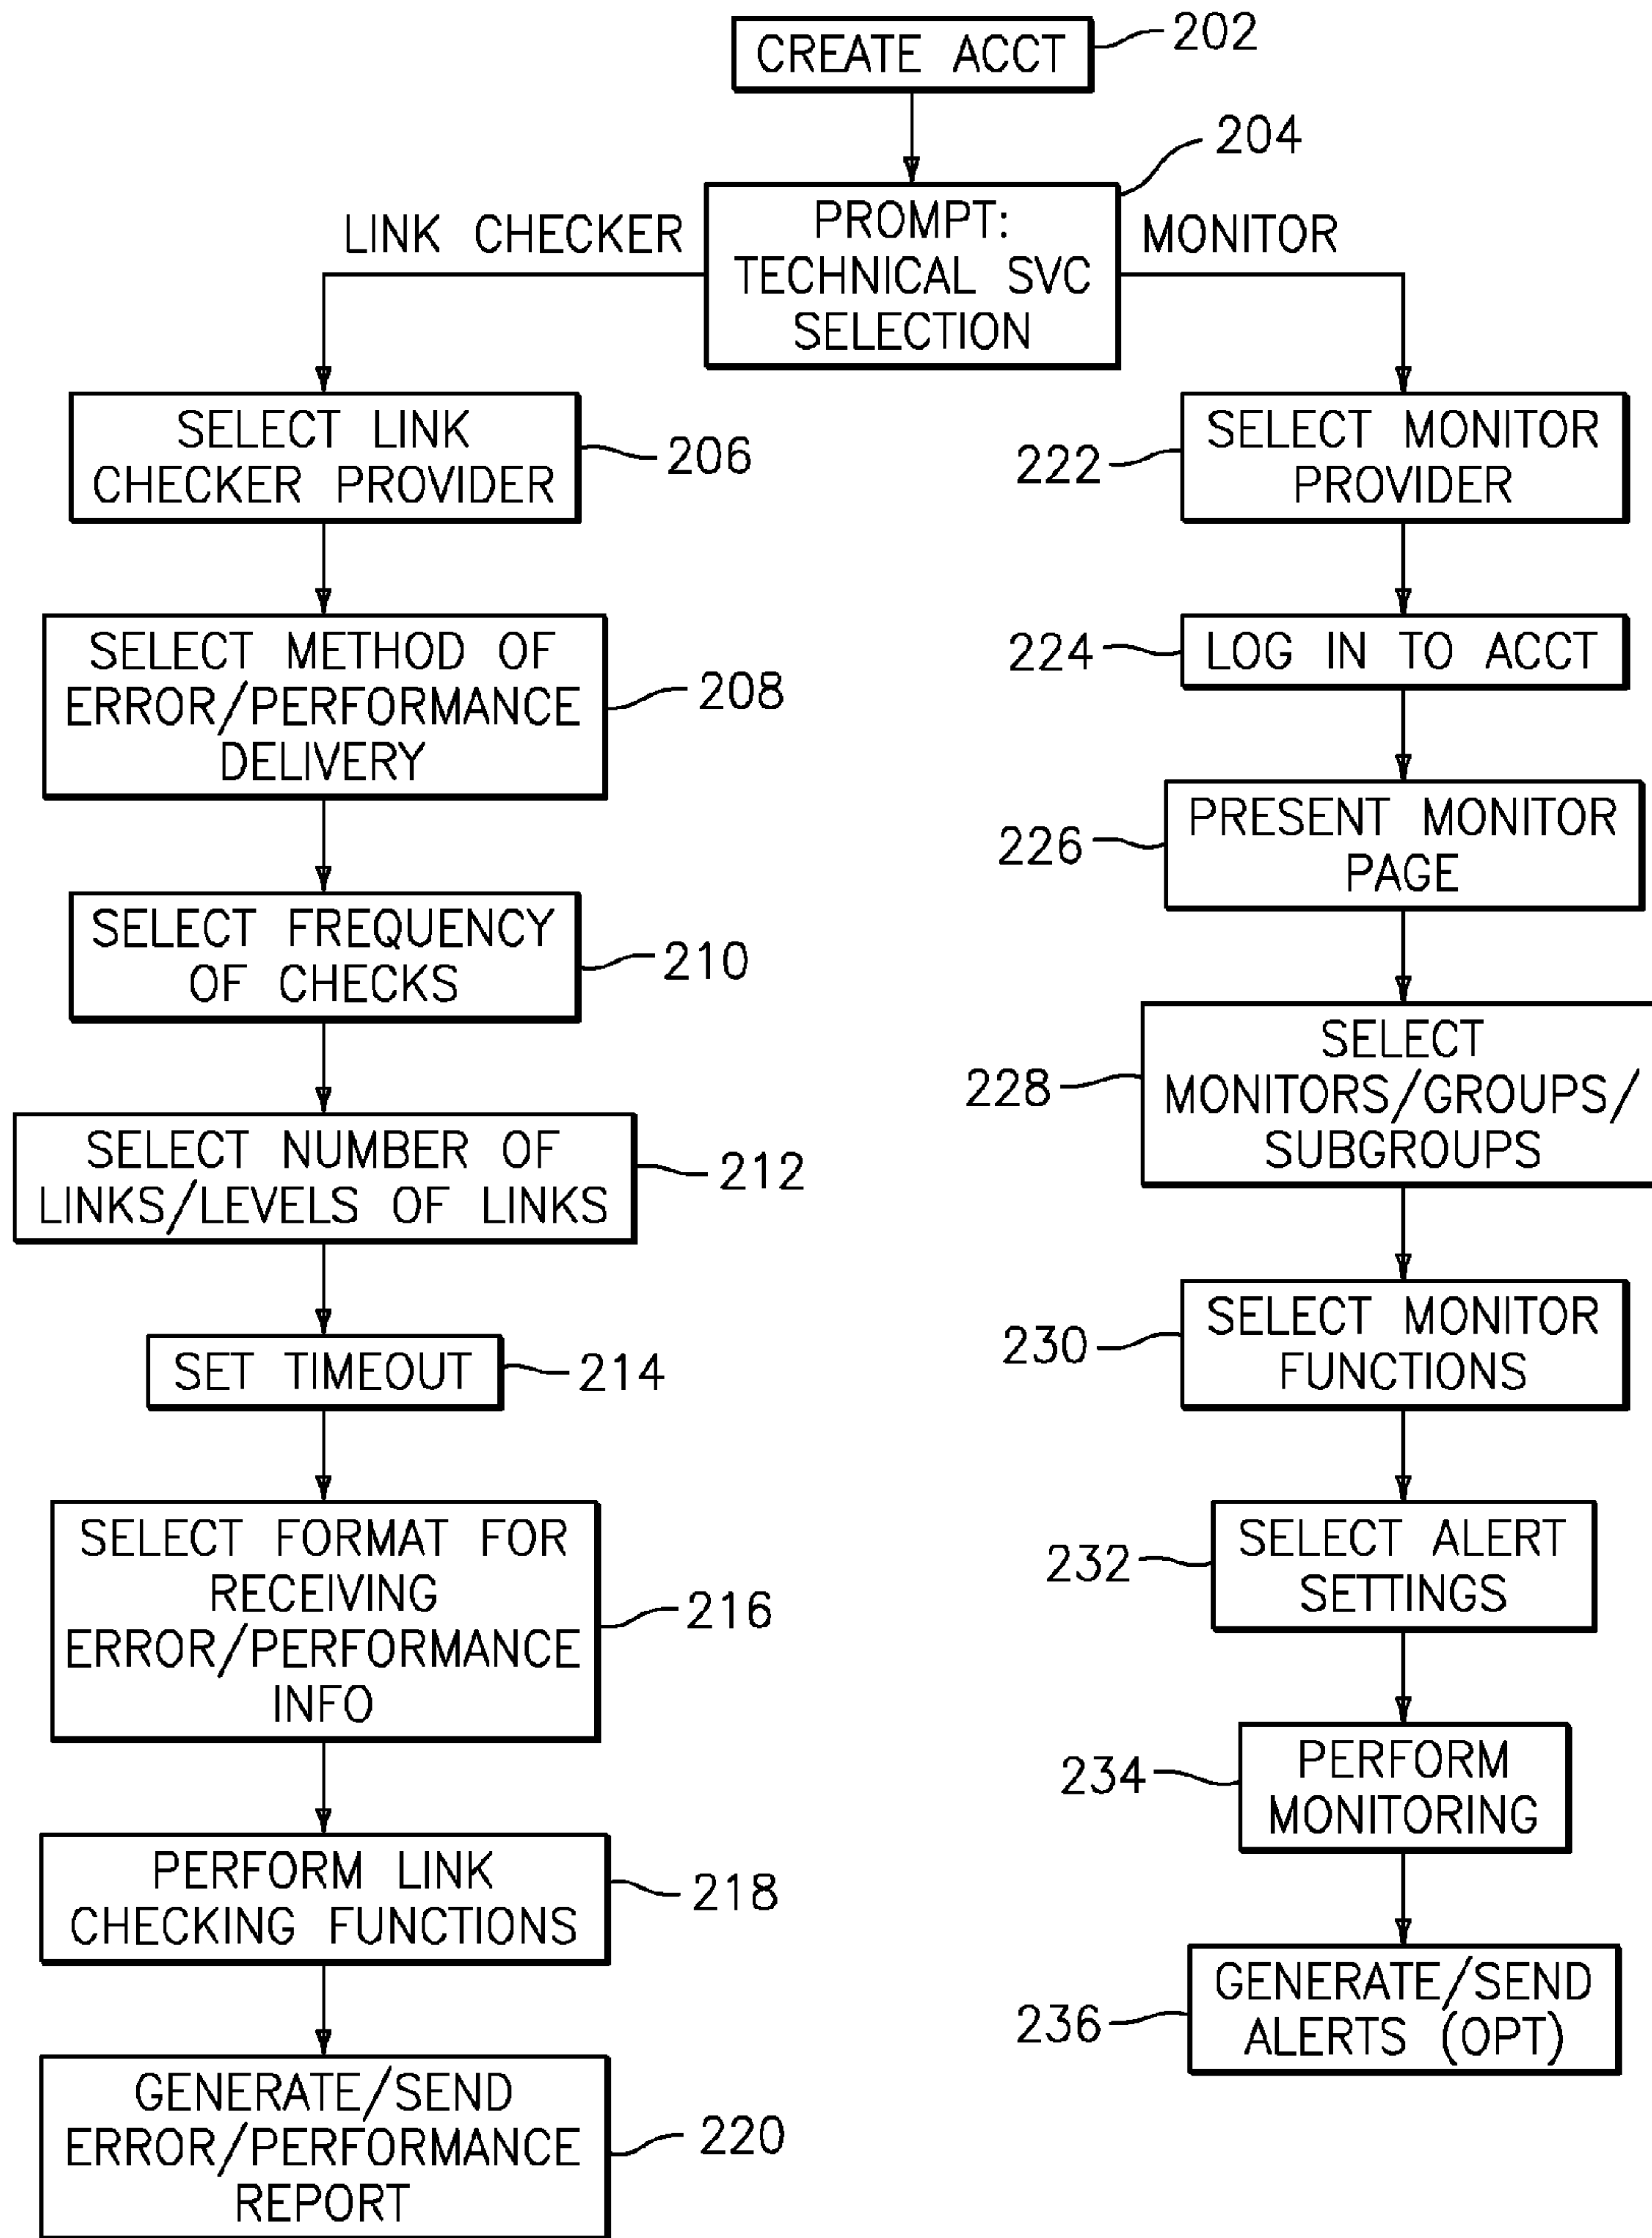 CREATE ACCT
202
204
PROMPT:
TECHNICAL SVC
SELECTION
LINK CHECKER
MONITOR
SELECT LINK
CHECKER PROVIDER
206
SELECT METHOD OF
ERROR/PERFORMANCE
DELIVERY
208
SELECT FREQUENCY
OF CHECKS
210
SELECT NUMBER OF
LINKS/LEVELS OF LINKS
212
SET TIMEOUT
214
SELECT FORMAT FOR
RECEIVING
ERROR/PERFORMANCE
INFO
216
PERFORM LINK
CHECKING FUNCTIONS
218
GENERATE/SEND
ERROR/PERFORMANCE
REPORT
220
SELECT MONITOR
PROVIDER
222
LOG IN TO ACCT
224
PRESENT MONITOR
PAGE
226
SELECT
MONITORS/GROUPS/
SUBGROUPS
228
SELECT MONITOR
FUNCTIONS
230
SELECT ALERT
SETTINGS
232
PERFORM
MONITORING
234
GENERATE/SEND
ALERTS (OPT)
236